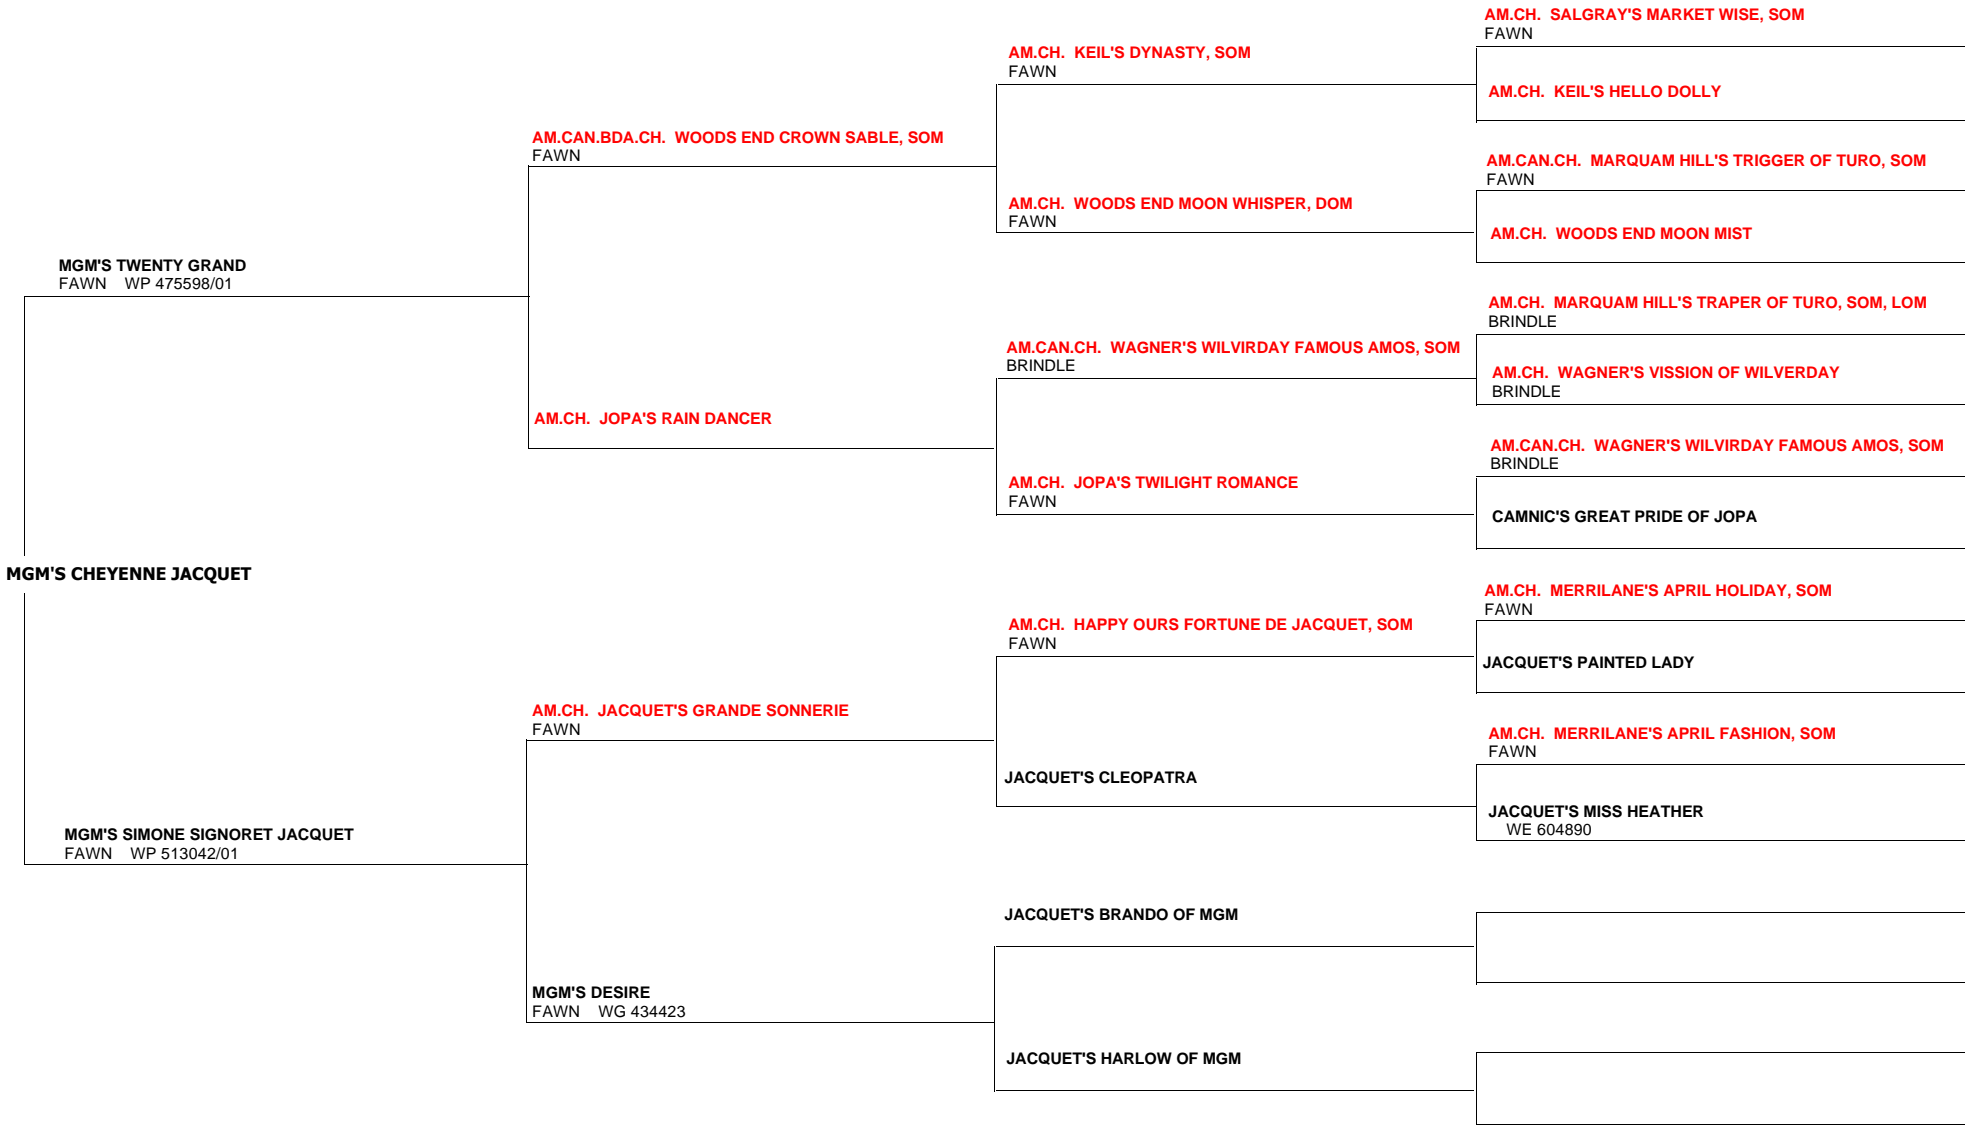 AM.CH. SALGRAY'S MARKET WISE, SOM
FAWN
AM.CH. KEIL'S DYNASTY, SOM
FAWN
AM.CH. KEIL'S HELLO DOLLY
AM.CAN.BDA.CH. WOODS END CROWN SABLE, SOM
FAWN
AM.CAN.CH. MARQUAM HILL'S TRIGGER OF TURO, SOM
FAWN
AM.CH. WOODS END MOON WHISPER, DOM
FAWN
AM.CH. WOODS END MOON MIST
MGM'S TWENTY GRAND
FAWN WP 475598/01
AM.CH. MARQUAM HILL'S TRAPER OF TURO, SOM, LOM
BRINDLE
AM.CAN.CH. WAGNER'S WILVIRDAY FAMOUS AMOS, SOM
BRINDLE
AM.CH. WAGNER'S VISSION OF WILVERDAY
BRINDLE
AM.CH. JOPA'S RAIN DANCER
AM.CAN.CH. WAGNER'S WILVIRDAY FAMOUS AMOS, SOM
BRINDLE
AM.CH. JOPA'S TWILIGHT ROMANCE
FAWN
CAMNIC'S GREAT PRIDE OF JOPA
MGM'S CHEYENNE JACQUET
AM.CH. MERRILANE'S APRIL HOLIDAY, SOM
FAWN
AM.CH. HAPPY OURS FORTUNE DE JACQUET, SOM
FAWN
JACQUET'S PAINTED LADY
AM.CH. JACQUET'S GRANDE SONNERIE
FAWN
AM.CH. MERRILANE'S APRIL FASHION, SOM
FAWN
JACQUET'S CLEOPATRA
JACQUET'S MISS HEATHER
WE 604890
MGM'S SIMONE SIGNORET JACQUET
FAWN WP 513042/01
JACQUET'S BRANDO OF MGM
MGM'S DESIRE
FAWN WG 434423
JACQUET'S HARLOW OF MGM